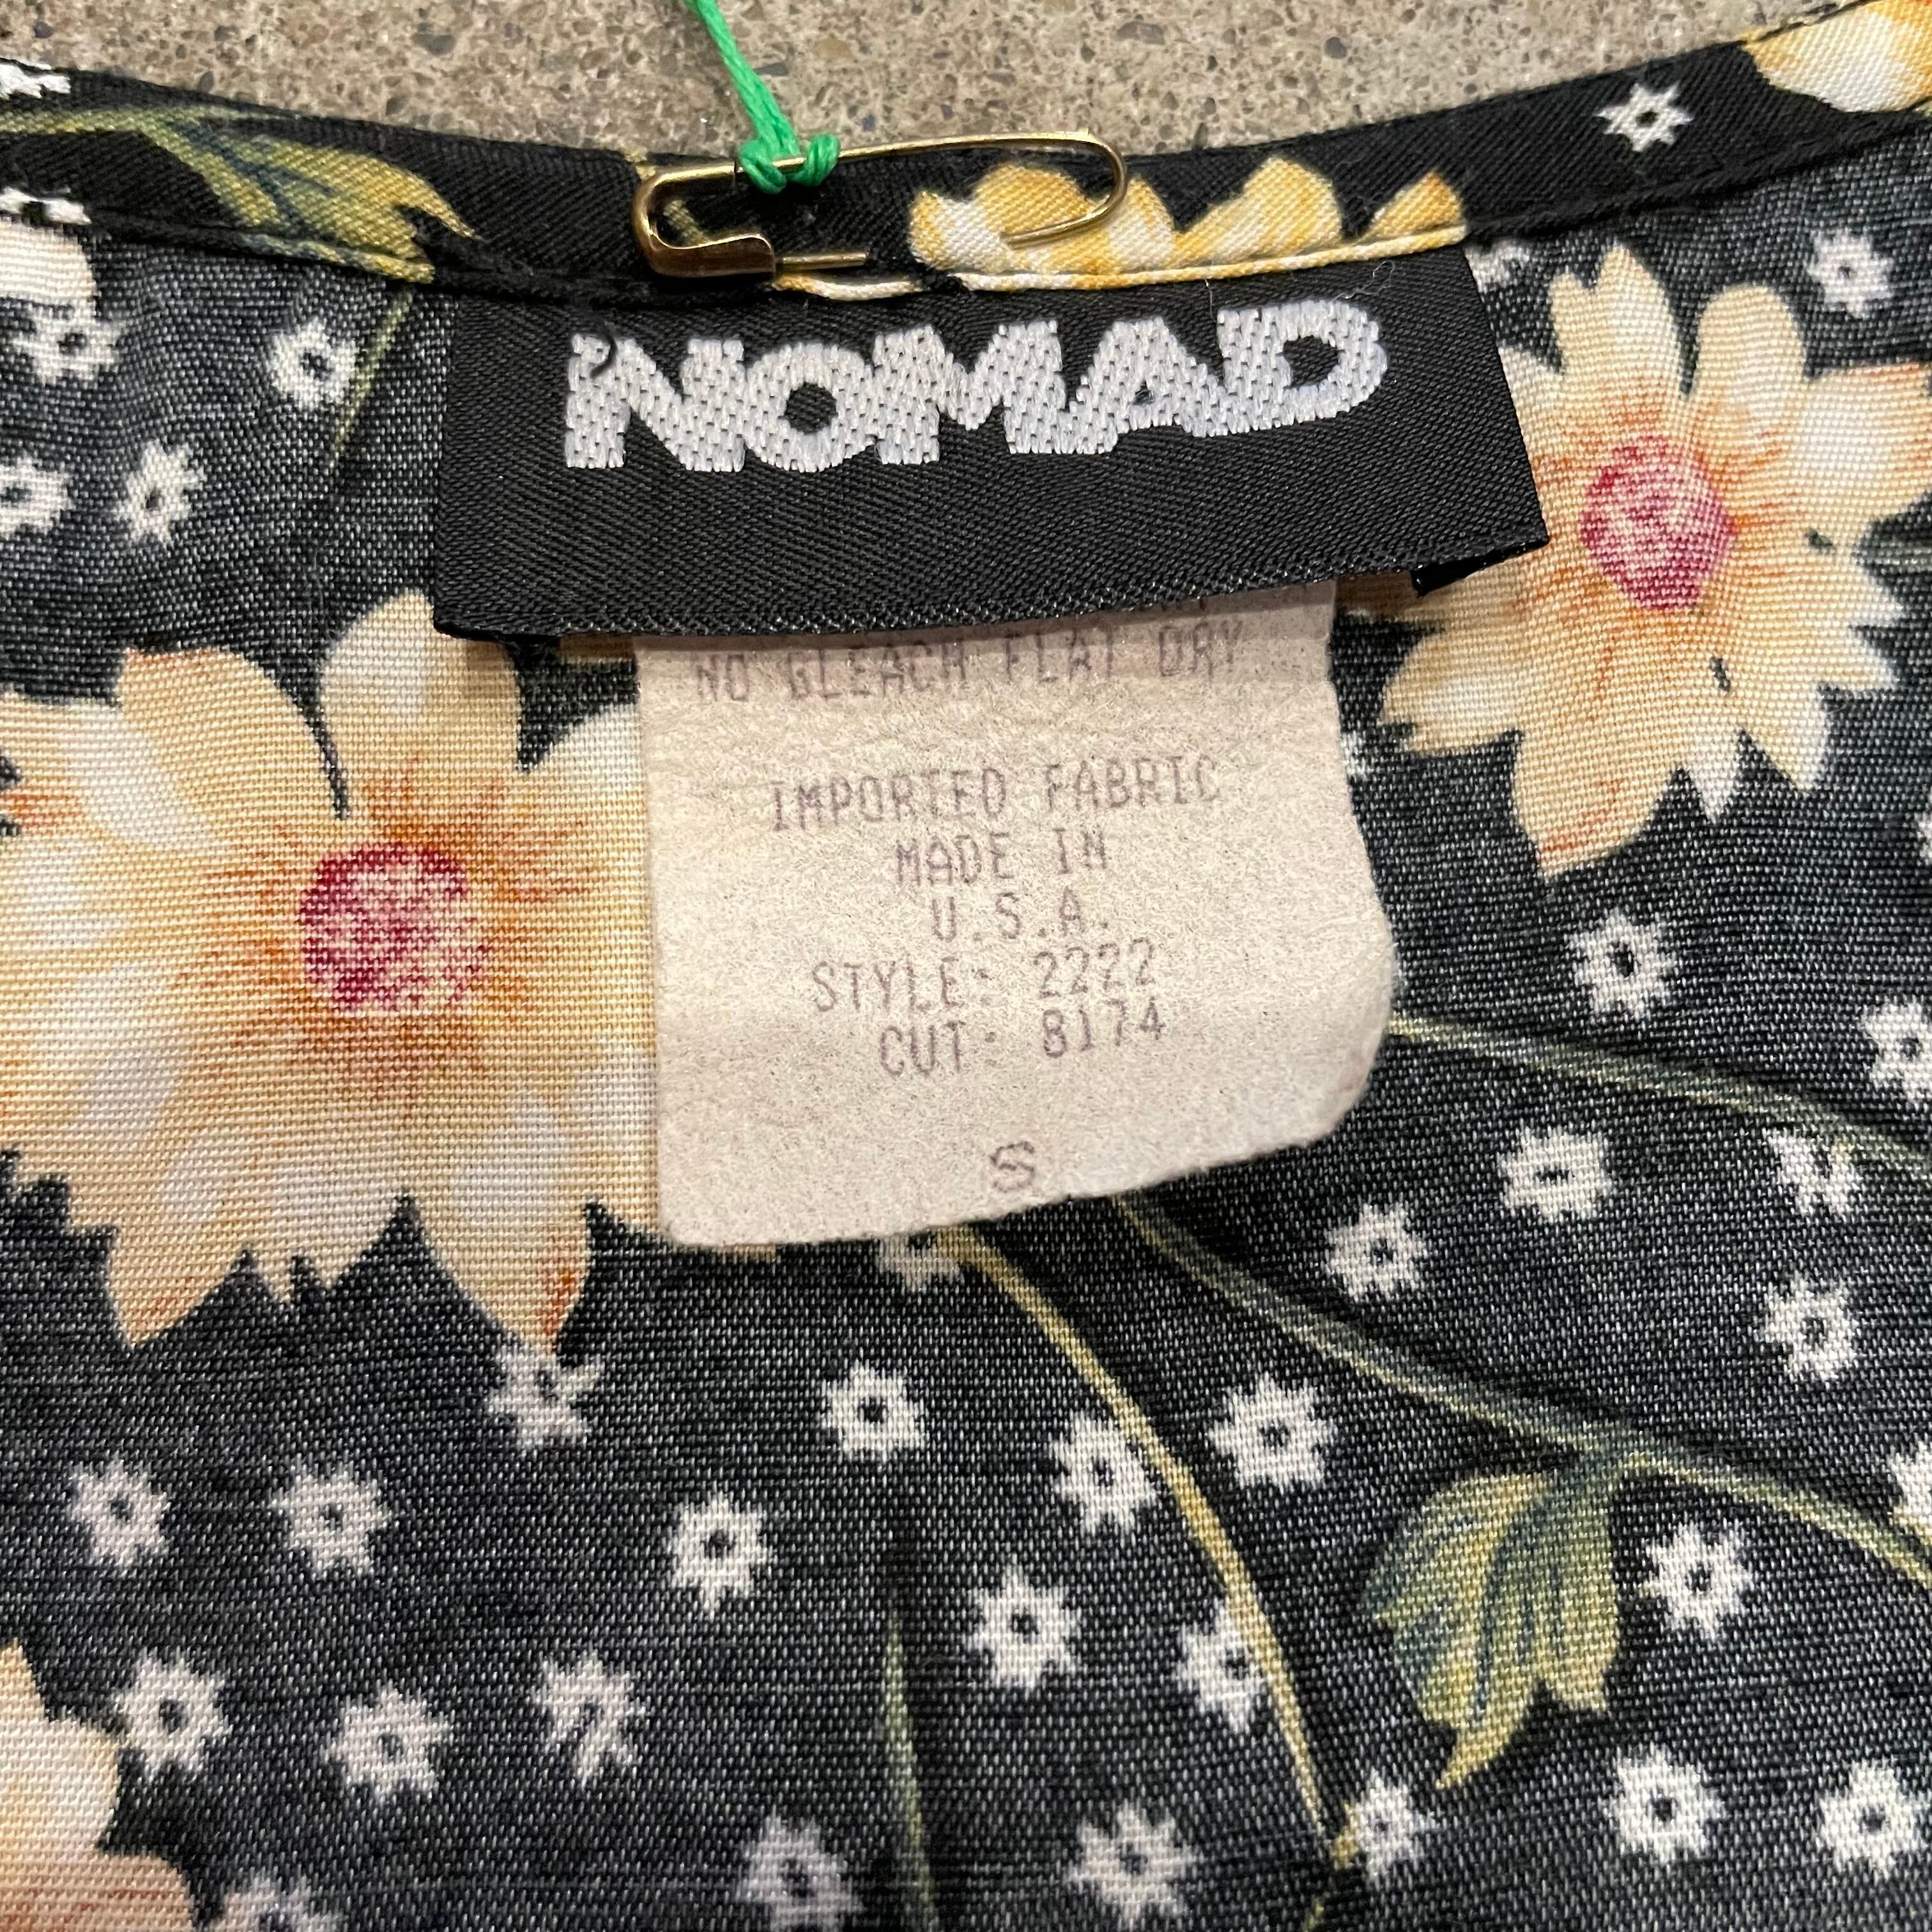 NOMAD
NO BLEACH FLAT DRY
IMPORTED FABRIC
MADE IN
U.S.A.
STYLE: 2222
CUT: 8174
S